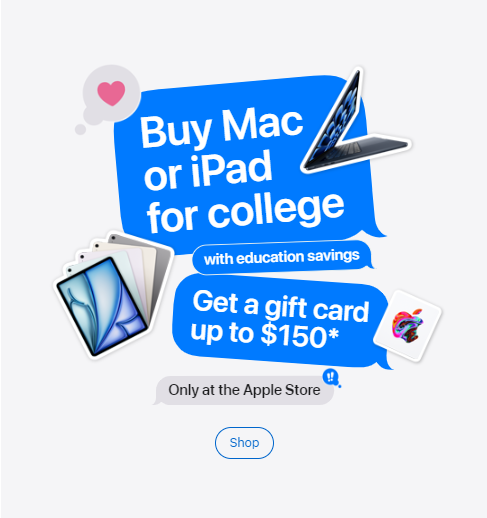 Buy Mac
or iPad
for college
with education savings
Get a gift card
up to $150*
Only at the Apple Store
!!
Shop